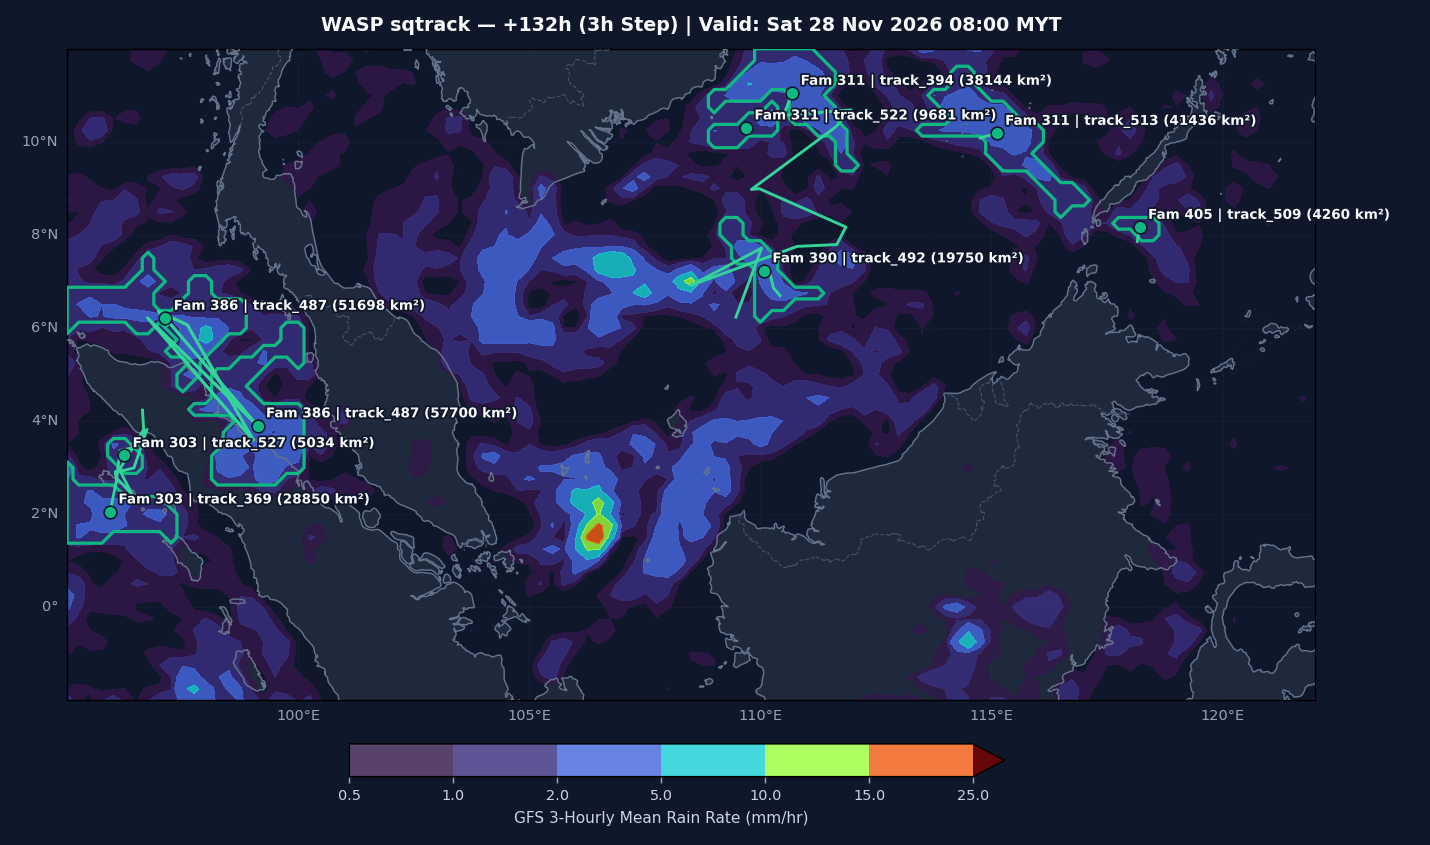 WASP sqtrack — +132h (3h Step) | Valid: Sat 28 Nov 2026 08:00 MYT
Fam 311 | track_394 (38144 km²)
Fam 311 | track_522 (9681 km²)
Fam 311 | track_513 (41436 km²)
10°N
Fam 405 | track_509 (4260 km²)
8°N
Fam 390 | track_492 (19750 km²)
Fam 386 | track_487 (51698 km²)
6°N
Fam 386 | track_487 (57700 km²)
4°N
Fam 303 | track_527 (5034 km²)
Fam 303 | track_369 (28850 km²)
2°N
0°
100°E 105°E 110°E 115°E 120°E
0.5 1.0 2.0 5.0 10.0 15.0 25.0
GFS 3-Hourly Mean Rain Rate (mm/hr)